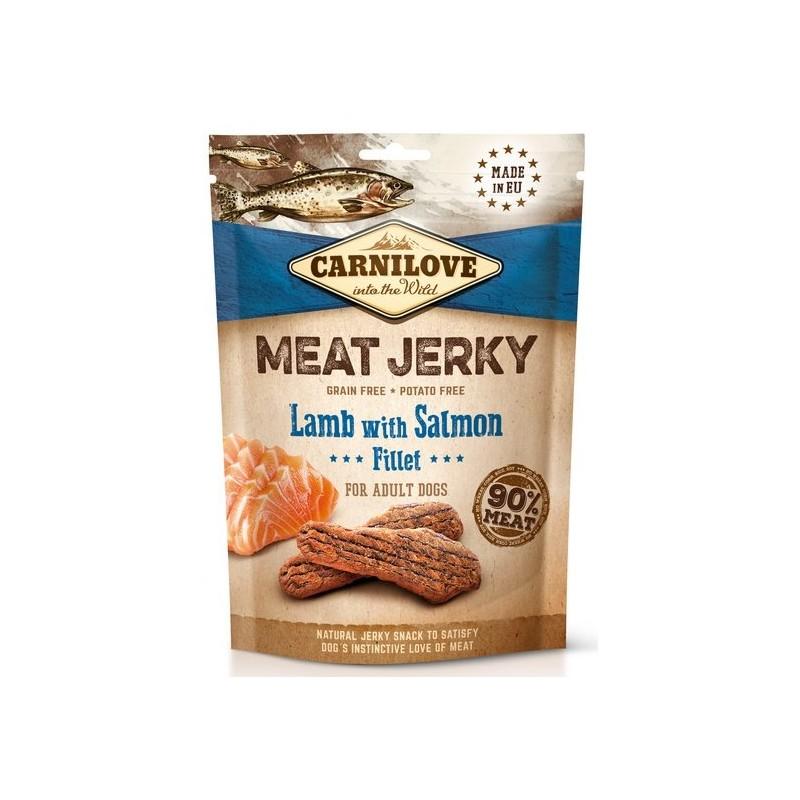 MADE
IN EU
CARNILOVE
into the Wild
MEAT JERKY
GRAIN FREE ★ POTATO FREE
Lamb with Salmon
★★★ Fillet ★★★
FOR ADULT DOGS
90%
MEAT
NATURAL JERKY SNACK TO SATISFY
DOG'S INSTINCTIVE LOVE OF MEAT